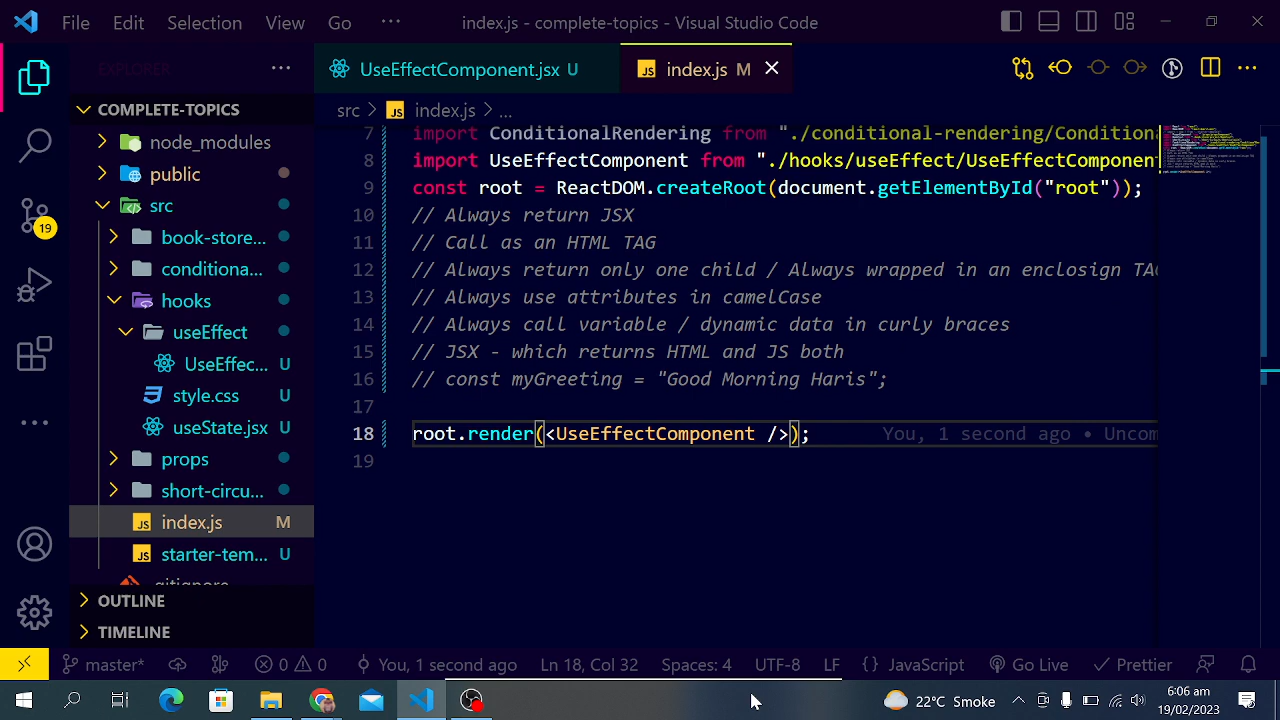 File Edit Selection View Go ··· index.js - complete-topics - Visual Studio Code
EXPLORER ···
UseEffectComponent.jsx U
JS index.js M
COMPLETE-TOPICS
src > JS index.js > ...
node_modules
public
src
book-store...
conditiona...
hooks
useEffect
UseEffec... U
style.css U
useState.jsx U
props
short-circu...
JS index.js M
JS starter-tem... U
.gitignore
OUTLINE
TIMELINE
19
7 import ConditionalRendering from "./conditional-rendering/Condition
8 import UseEffectComponent from "./hooks/useEffect/UseEffectComponen
9 const root = ReactDOM.createRoot(document.getElementById("root"));
10 // Always return JSX
11 // Call as an HTML TAG
12 // Always return only one child / Always wrapped in an enclosign TAG
13 // Always use attributes in camelCase
14 // Always call variable / dynamic data in curly braces
15 // JSX - which returns HTML and JS both
16 // const myGreeting = "Good Morning Haris";
17
18 root.render(<UseEffectComponent />); You, 1 second ago • Uncom
19
master* 0 0 You, 1 second ago Ln 18, Col 32 Spaces: 4 UTF-8 LF {} JavaScript Go Live Prettier
22°C Smoke
6:06 am
19/02/2023